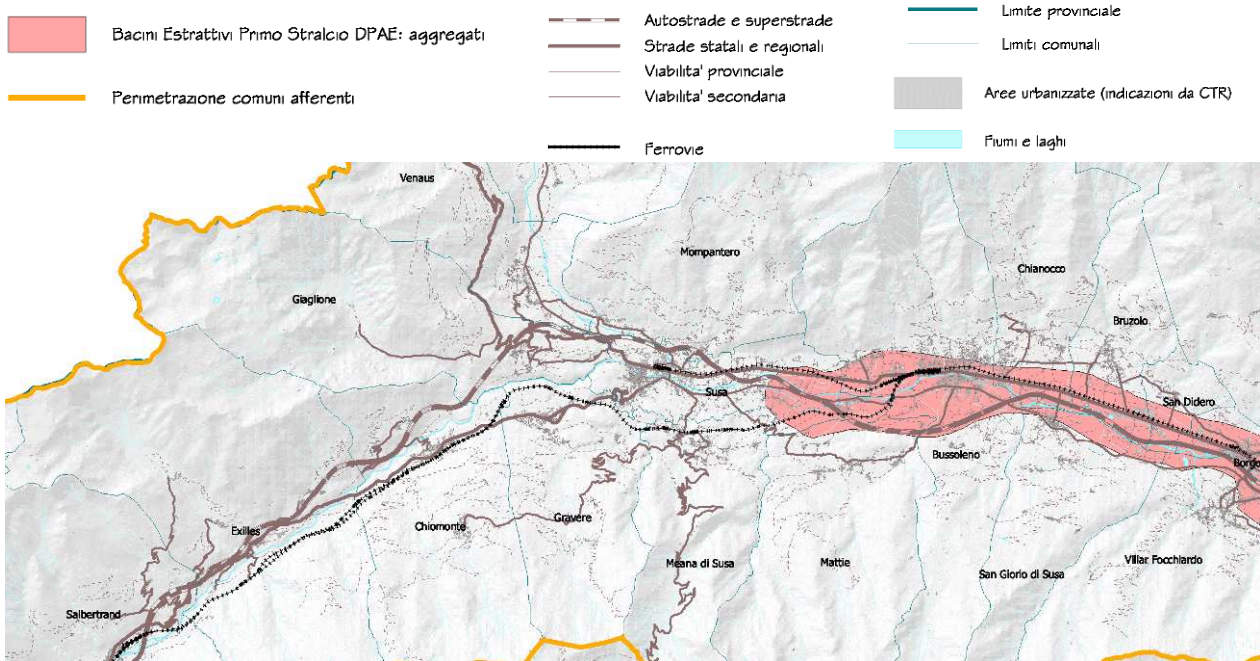 Bacini Estrattivi Primo Stralcio DPAE: aggregati
Perimetrazione comuni afferenti
Autostrade e superstrade
Strade statali e regionali
Viabilita' provinciale
Viabilita' secondaria
Ferrovie
Limite provinciale
Limiti comunali
Aree urbanizzate (indicazioni da CTR)
Fiumi e laghi
Venaus
Mompantero
Chianocco
Giaglione
Bruzolo
Susa
San Didero
Bussoleno
Borgo
Exilles
Chiomonte
Gravere
Meana di Susa
Mattie
San Giorio di Susa
Villar Focchiardo
Salbertrand